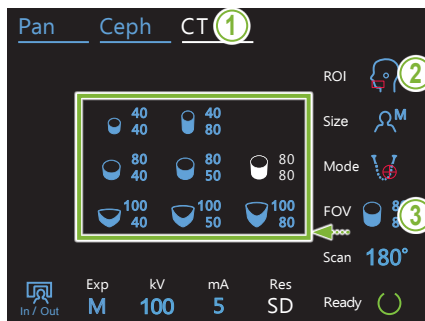 Pan Ceph CT 1
ROI 2
40 40
40 80
Size M
80 80 80
40 50 80
Mode
100 100 100
40 50 80
FOV 8 3
Scan 180°
Exp kV mA Res
In / Out M 100 5 SD Ready